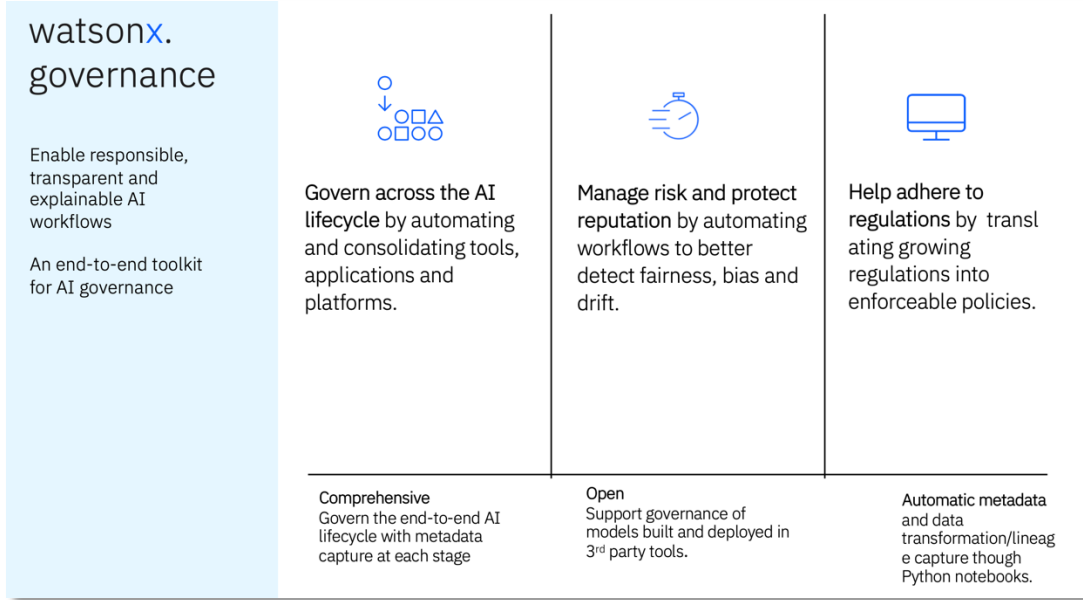 watsonx.
governance
Enable responsible,
transparent and
explainable AI
workflows
An end-to-end toolkit
for AI governance
Govern across the AI
lifecycle by automating
and consolidating tools,
applications and
platforms.
Manage risk and protect
reputation by automating
workflows to better
detect fairness, bias and
drift.
Help adhere to
regulations by transl
ating growing
regulations into
enforceable policies.
Comprehensive
Govern the end-to-end AI
lifecycle with metadata
capture at each stage
Open
Support governance of
models built and deployed in
3rd party tools.
Automatic metadata
and data
transformation/lineag
e capture though
Python notebooks.